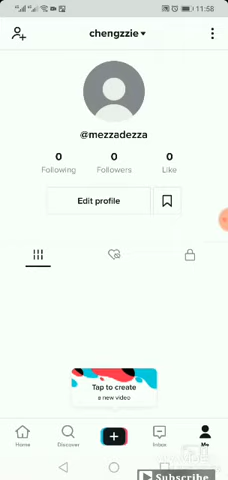 11:58
chengzzie
@mezzadezza
0 0 0
Following Followers Like
Edit profile
Tap to create
a new video
Home Discover Inbox Me
Subscribe